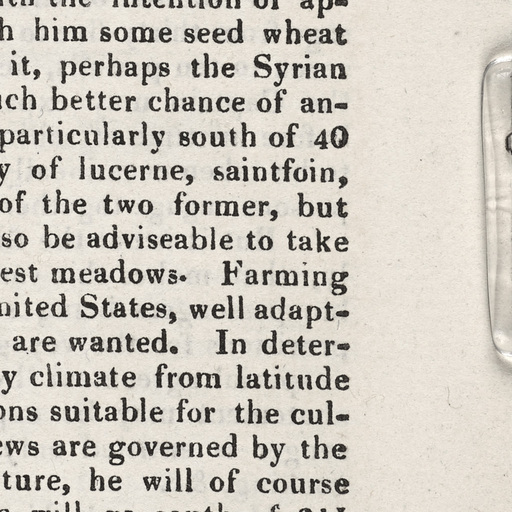 the intention of ap-
h him some seed wheat
it, perhaps the Syrian
uch better chance of an-
particularly south of 40
y of lucerne, saintfoin,
of the two former, but
so be adviseable to take
est meadows. Farming
nited States, well adapt-
are wanted. In deter-
y climate from latitude
ons suitable for the cul-
ews are governed by the
ture, he will of course